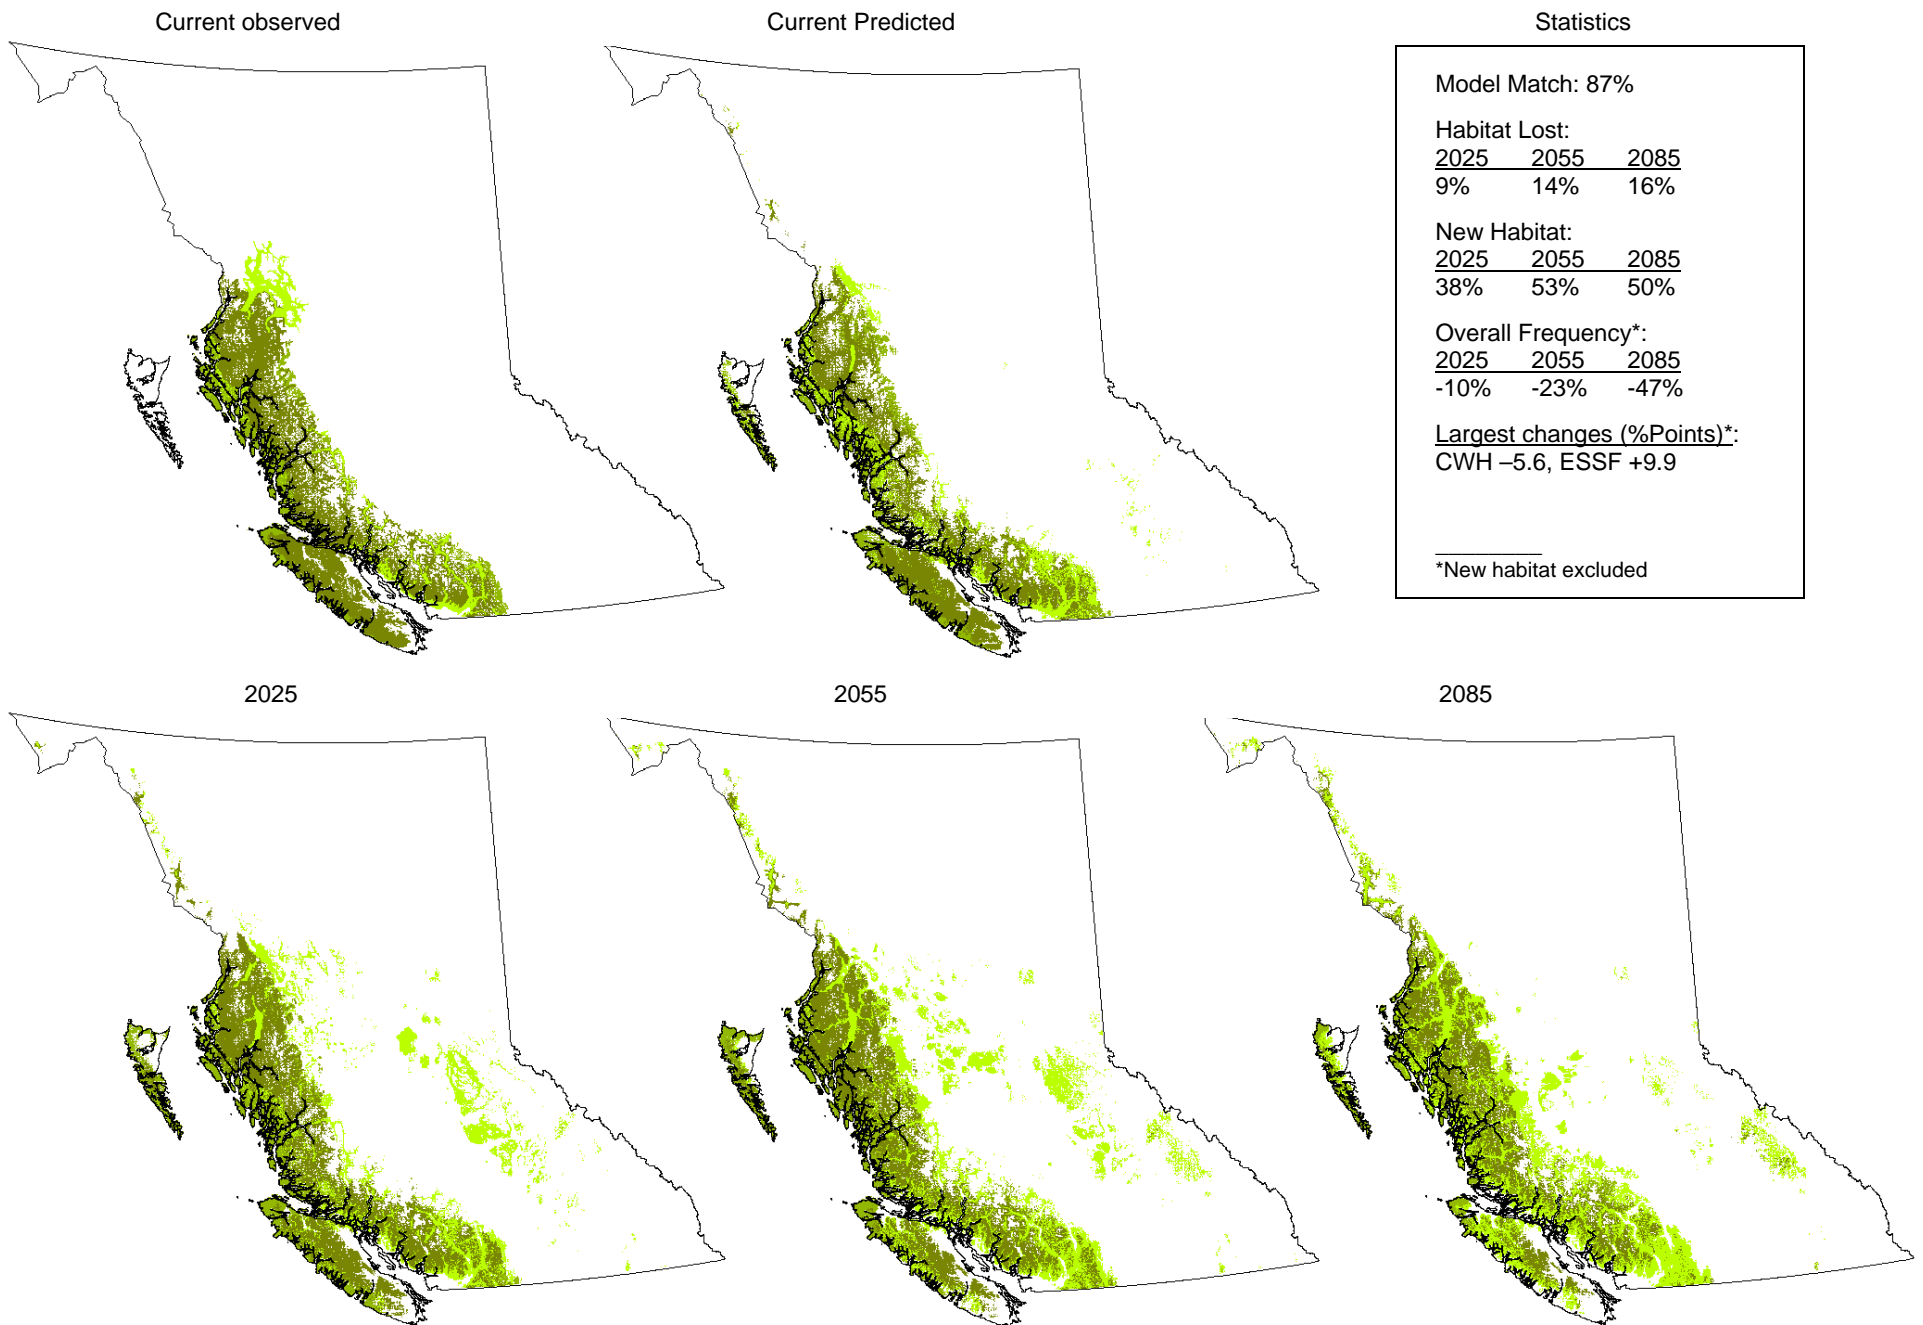 Current observed
Current Predicted
Statistics
Model Match: 87%
Habitat Lost:
2025 2055 2085
9% 14% 16%
New Habitat:
2025 2055 2085
38% 53% 50%
Overall Frequency*:
2025 2055 2085
-10% -23% -47%
Largest changes (%Points)*:
CWH –5.6, ESSF +9.9
*New habitat excluded
2025
2055
2085